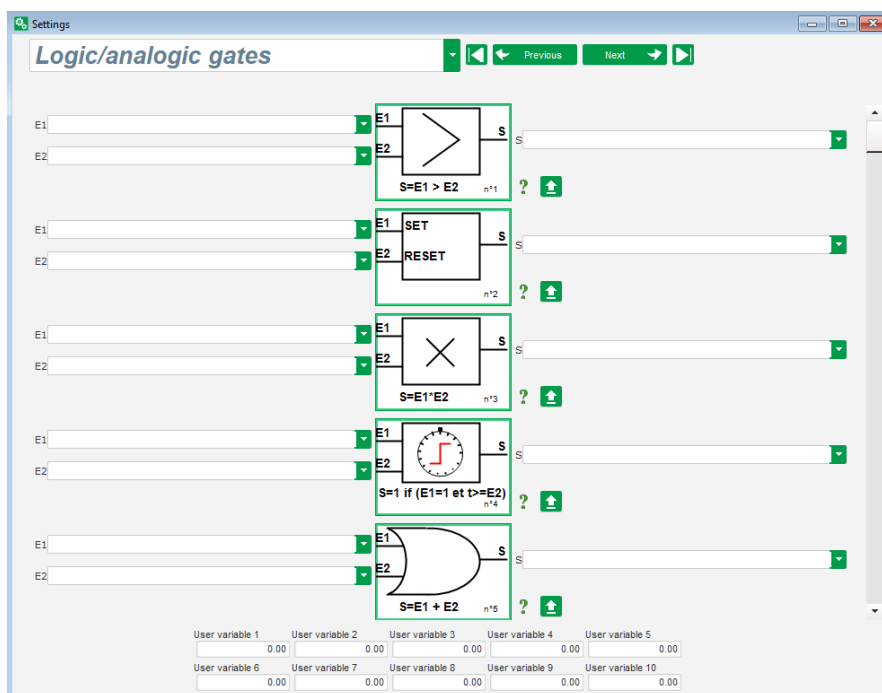 Settings
Logic/analogic gates
Previous
Next
E1
E2
E1
E2
S
S=E1 > E2
n°1
S
?
E1
E2
E1
SET
E2
RESET
S
n°2
S
?
E1
E2
E1
E2
S
S=E1*E2
n°3
S
?
E1
E2
E1
E2
S
S=1 if (E1=1 et t>=E2)
n°4
S
?
E1
E2
E1
E2
S
S=E1 + E2
n°5
S
?
User variable 1 User variable 2 User variable 3 User variable 4 User variable 5
0.00 0.00 0.00 0.00 0.00
User variable 6 User variable 7 User variable 8 User variable 9 User variable 10
0.00 0.00 0.00 0.00 0.00